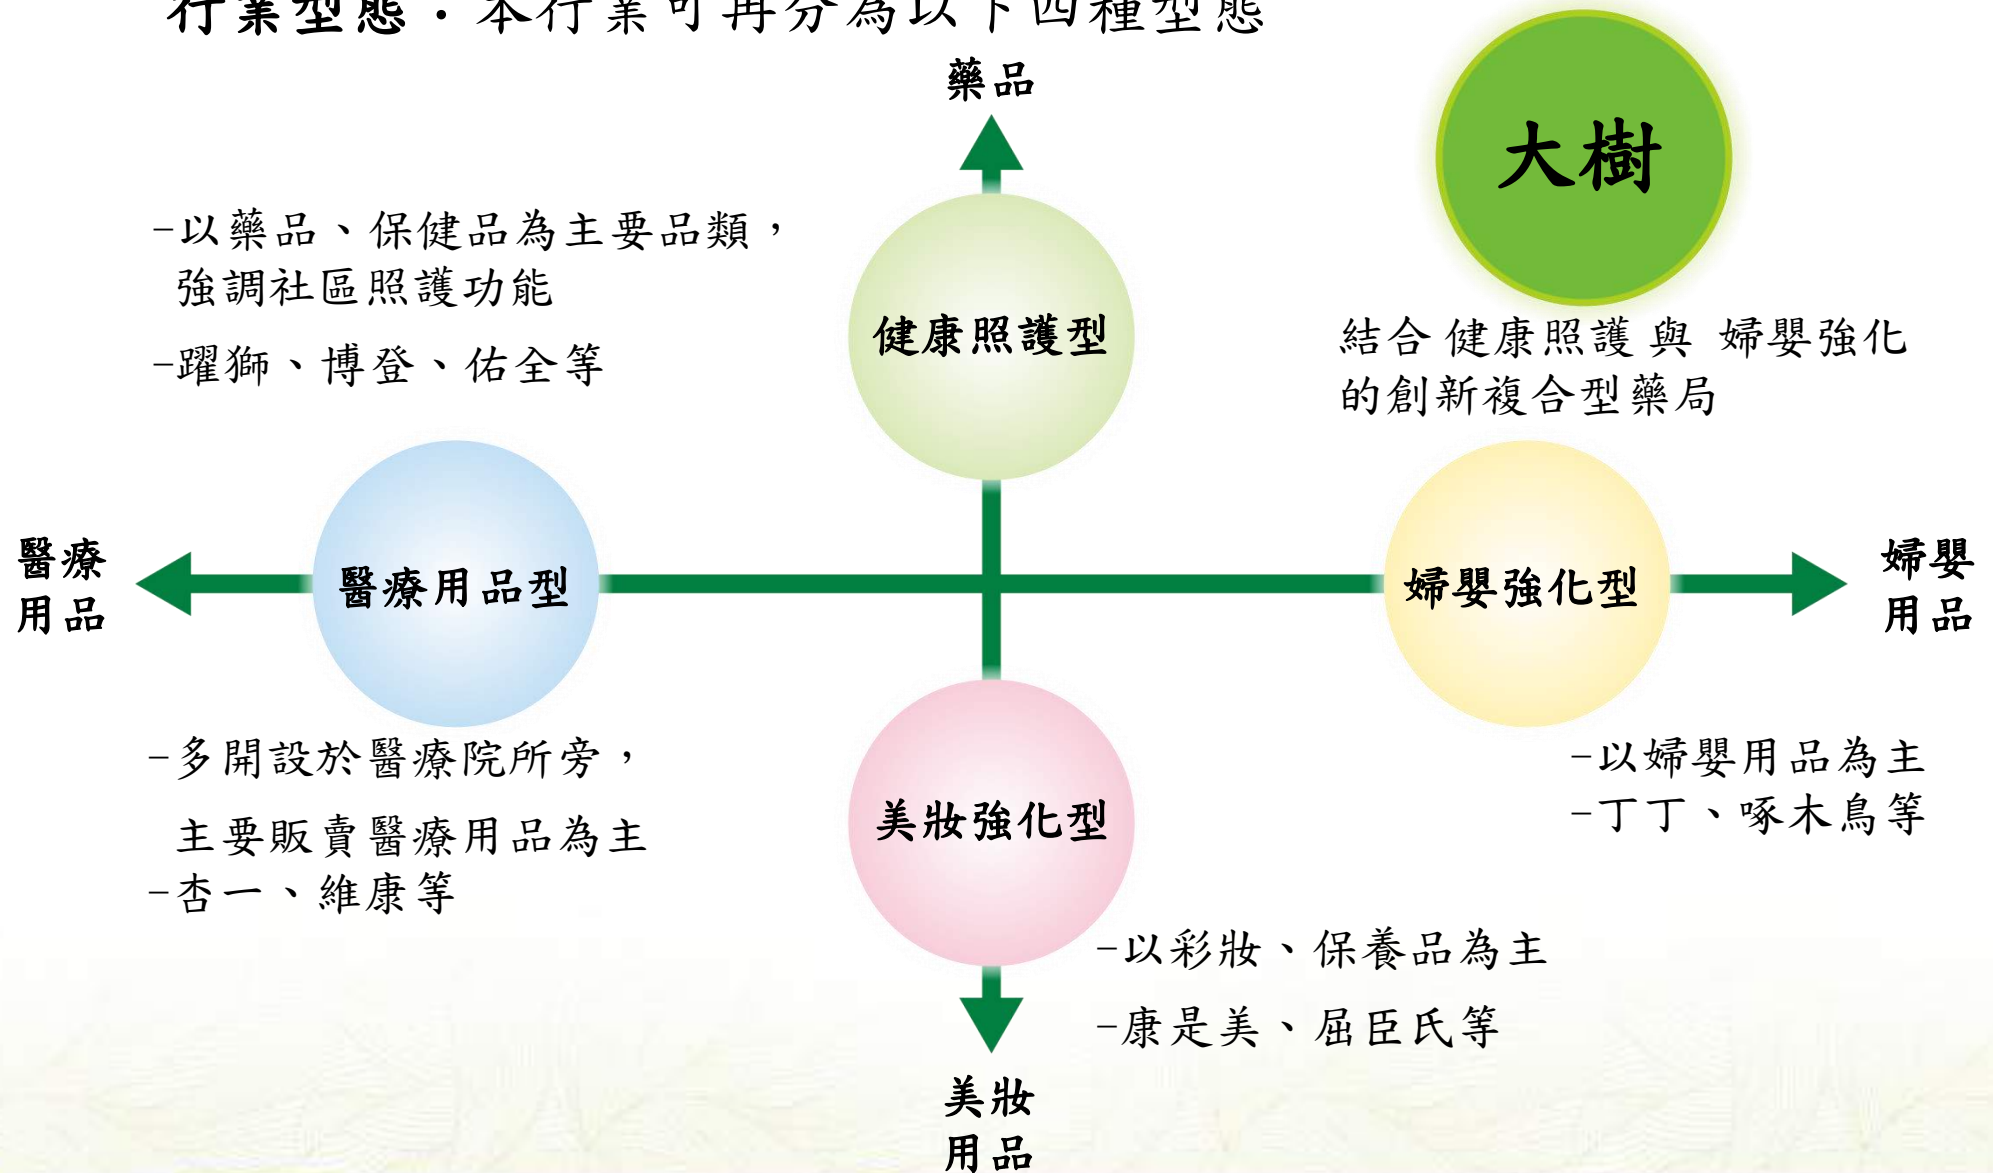 行業型態：本行業可再分為以下四種型態
藥品
大樹
-以藥品、保健品為主要品類，
強調社區照護功能
-躍獅、博登、佑全等
健康照護型
結合 健康照護 與 婦嬰強化
的創新複合型藥局
醫療
用品
醫療用品型
婦嬰強化型
婦嬰
用品
-多開設於醫療院所旁，
主要販賣醫療用品為主
-杏一、維康等
美妝強化型
-以婦嬰用品為主
-丁丁、啄木鳥等
-以彩妝、保養品為主
-康是美、屈臣氏等
美妝
用品